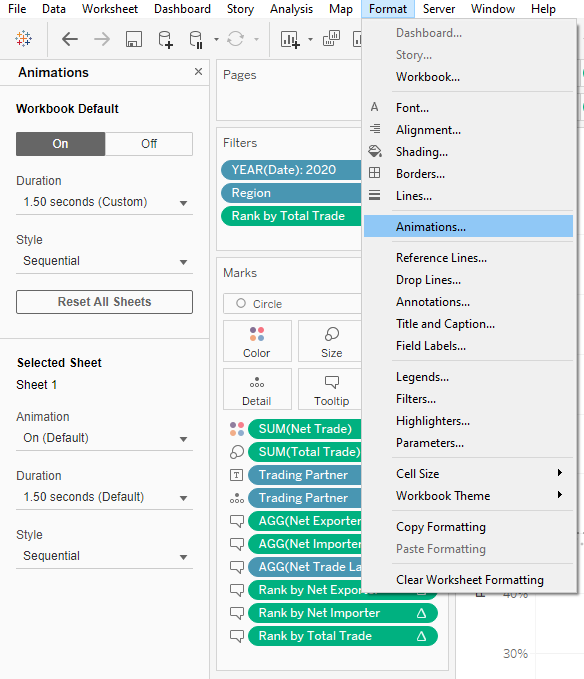 File Data Worksheet Dashboard Story Analysis Map Format Server Window Help
Animations
Workbook Default
On Off
Duration
1.50 seconds (Custom)
Style
Sequential
Reset All Sheets
Selected Sheet
Sheet 1
Animation
On (Default)
Duration
1.50 seconds (Default)
Style
Sequential
Pages
Filters
YEAR(Date): 2020
Region
Rank by Total Trade
Marks
Circle
Color Size
Detail Tooltip
SUM(Net Trade)
SUM(Total Trade)
T Trading Partner
Trading Partner
AGG(Net Exporter
AGG(Net Importer
AGG(Net Trade La
Rank by Net Exporter
Rank by Net Importer
Rank by Total Trade
Dashboard...
Story...
Workbook...
A Font...
Alignment...
Shading...
Borders...
Lines...
Animations...
Reference Lines...
Drop Lines...
Annotations...
Title and Caption...
Field Labels...
Legends...
Filters...
Highlighters...
Parameters...
Cell Size
Workbook Theme
Copy Formatting
Paste Formatting
Clear Worksheet Formatting
40%
30%